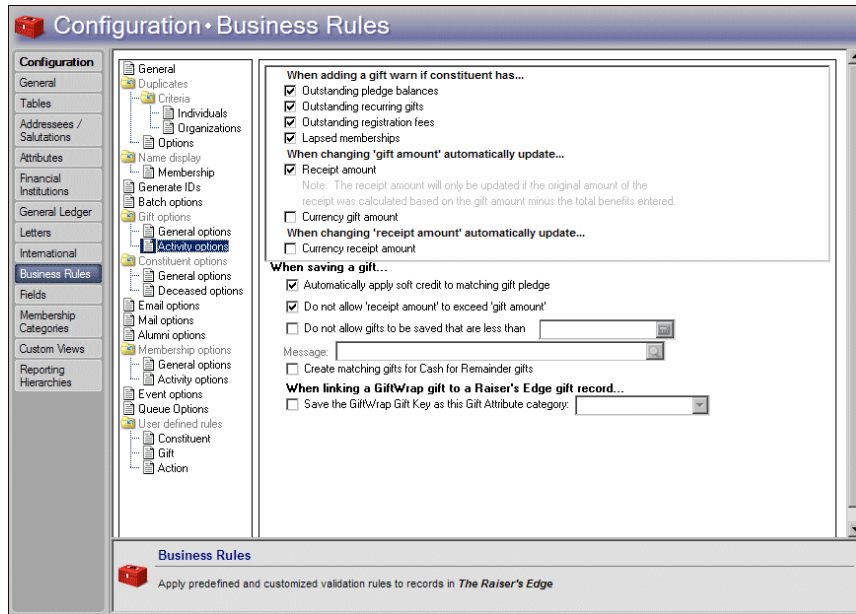 Configuration • Business Rules
Configuration
General
Tables
Addressees /
Salutations
Attributes
Financial
Institutions
General Ledger
Letters
International
Business Rules
Fields
Membership
Categories
Custom Views
Reporting
Hierarchies
General
Duplicates
Criteria
Individuals
Organizations
Options
Name display
Membership
Generate IDs
Batch options
Gift options
General options
Activity options
Constituent options
General options
Deceased options
Email options
Mail options
Alumni options
Membership options
General options
Activity options
Event options
Queue Options
User defined rules
Constituent
Gift
Action
When adding a gift warn if constituent has...
Outstanding pledge balances
Outstanding recurring gifts
Outstanding registration fees
Lapsed memberships
When changing 'gift amount' automatically update...
Receipt amount
Note: The receipt amount will only be updated if the original amount of the
receipt was calculated based on the gift amount minus the total benefits entered.
Currency gift amount
When changing 'receipt amount' automatically update...
Currency receipt amount
When saving a gift...
Automatically apply soft credit to matching gift pledge
Do not allow 'receipt amount' to exceed 'gift amount'
Do not allow gifts to be saved that are less than
Message:
Create matching gifts for Cash for Remainder gifts
When linking a GiftWrap gift to a Raiser's Edge gift record...
Save the GiftWrap Gift Key as this Gift Attribute category:
Business Rules
Apply predefined and customized validation rules to records in The Raiser's Edge